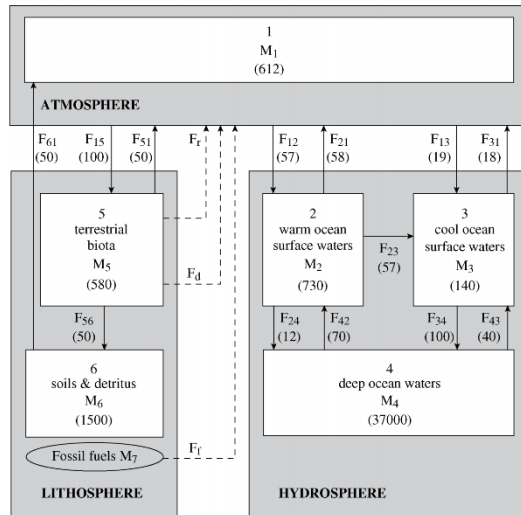 1
M1
(612)
ATMOSPHERE
F61
(50)
F15
(100)
F51
(50)
Fr
F12
(57)
F21
(58)
F13
(19)
F31
(18)
5
terrestrial
biota
M5
(580)
Fd
2
warm ocean
surface waters
M2
(730)
F23
(57)
3
cool ocean
surface waters
M3
(140)
F56
(50)
F24
(12)
F42
(70)
F34
(100)
F43
(40)
6
soils & detritus
M6
(1500)
4
deep ocean waters
M4
(37000)
Fossil fuels M7
Ff
LITHOSPHERE
HYDROSPHERE